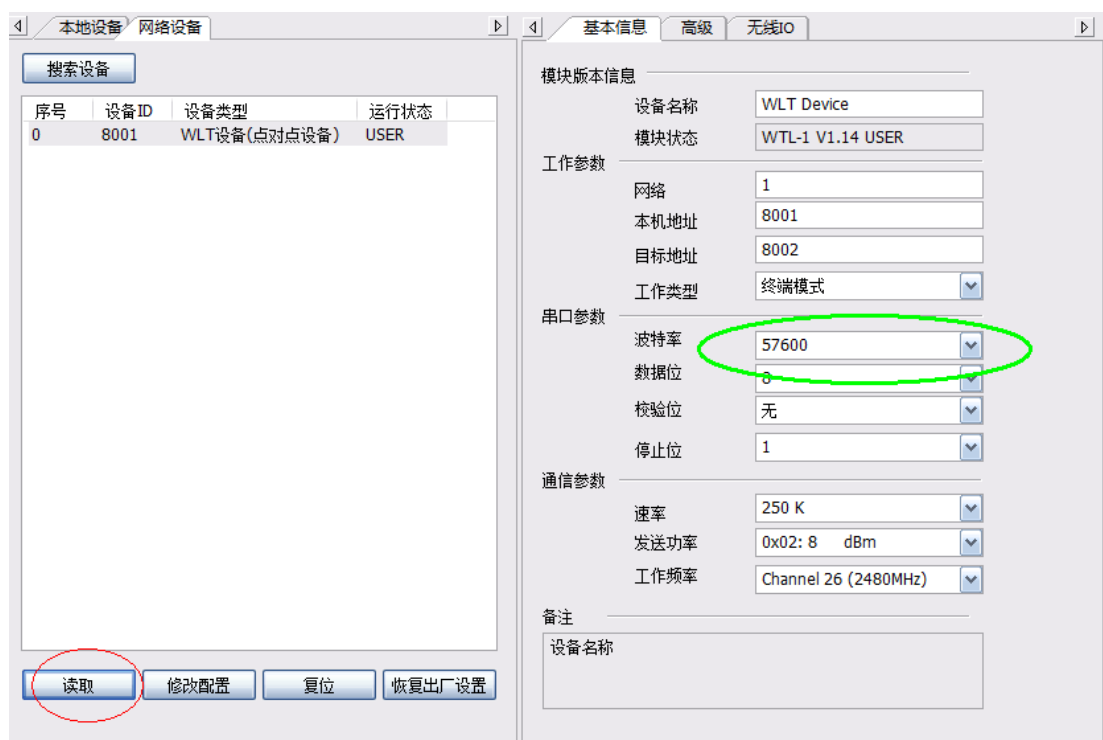 本地设备 网络设备
搜索设备
序号 设备ID 设备类型 运行状态
0 8001 WLT设备(点对点设备) USER
读取 修改配置 复位 恢复出厂设置
基本信息 高级 无线IO
模块版本信息
设备名称 WLT Device
模块状态 WTL-1 V1.14 USER
工作参数
网络 1
本机地址 8001
目标地址 8002
工作类型 终端模式
串口参数
波特率 57600
数据位 8
校验位 无
停止位 1
通信参数
速率 250 K
发送功率 0x02: 8 dBm
工作频率 Channel 26 (2480MHz)
备注
设备名称